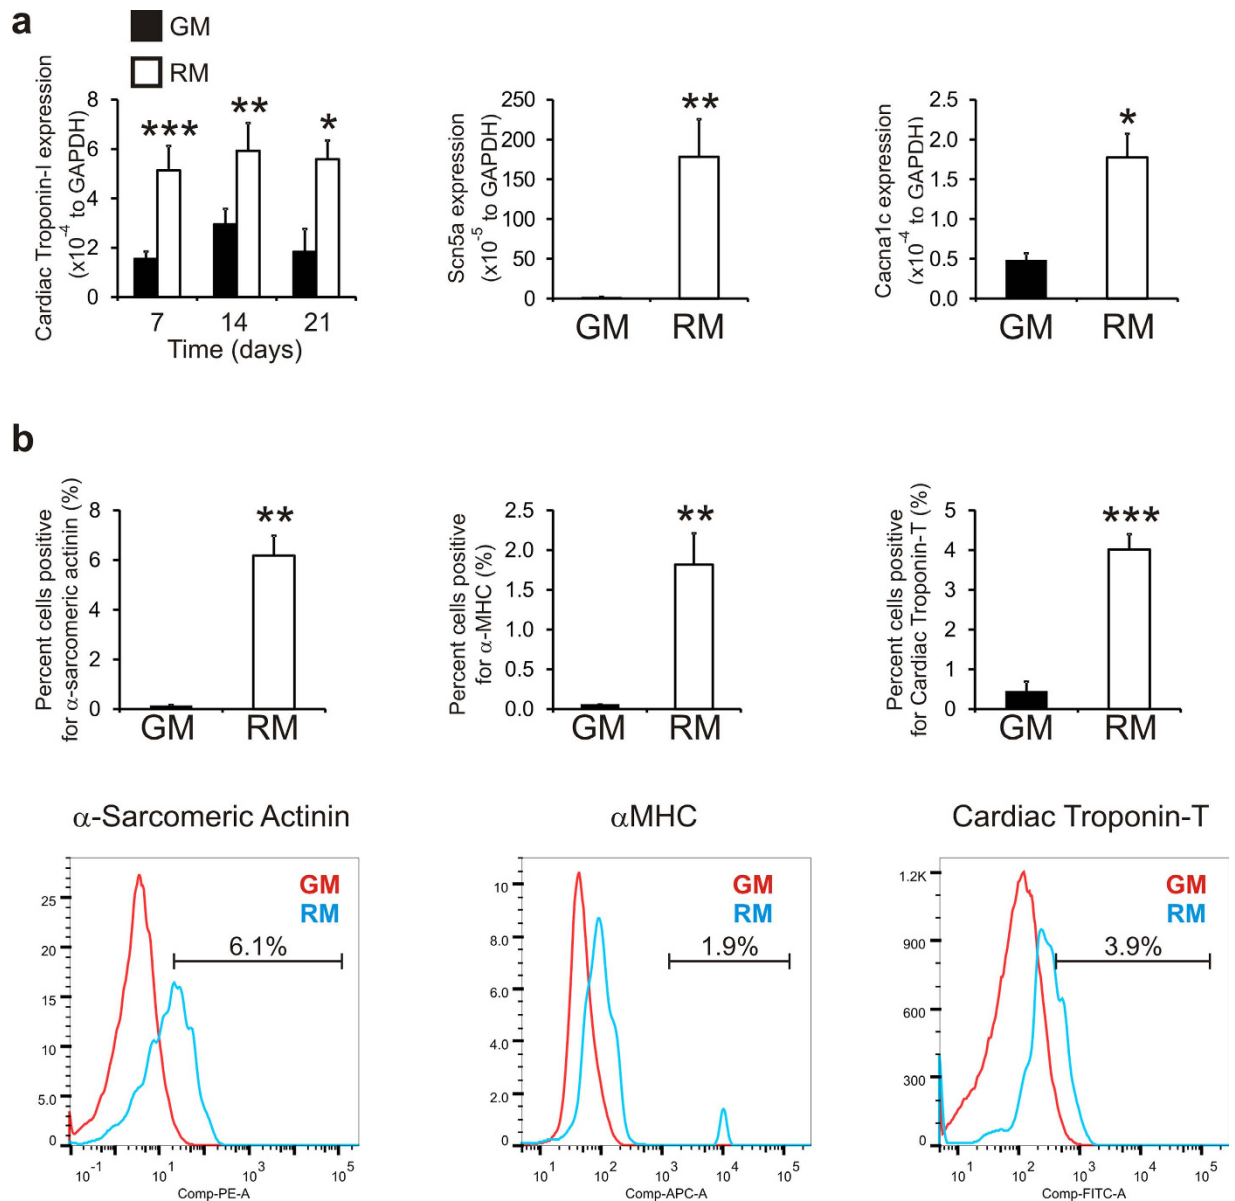 a
GM
RM
Cardiac Troponin-I expression
(x10⁻⁴ to GAPDH)
8
6
4
2
0
*** ** *
7 14 21
Time (days)
Scn5a expression
(x10⁻⁵ to GAPDH)
250
200
150
100
50
0
**
GM RM
Cacna1c expression
(x10⁻⁴ to GAPDH)
2.5
2.0
1.5
1.0
0.5
0.0
*
GM RM
b
Percent cells positive
for α-sarcomeric actinin (%)
8
6
4
2
0
**
GM RM
Percent cells positive
for α-MHC (%)
2.5
2.0
1.5
1.0
0.5
0.0
**
GM RM
Percent cells positive
for Cardiac Troponin-T (%)
5
4
3
2
1
0
***
GM RM
α-Sarcomeric Actinin
GM
RM
6.1%
25
20
15
10
5.0
0
10⁻¹ 10¹ 10³ 10⁵
Comp-PE-A
αMHC
GM
RM
1.9%
10
8.0
6.0
4.0
2.0
0
10¹ 10² 10³ 10⁴ 10⁵
Comp-APC-A
Cardiac Troponin-T
GM
RM
3.9%
1.2K
900
600
300
0
10¹ 10² 10³ 10⁴ 10⁵
Comp-FITC-A